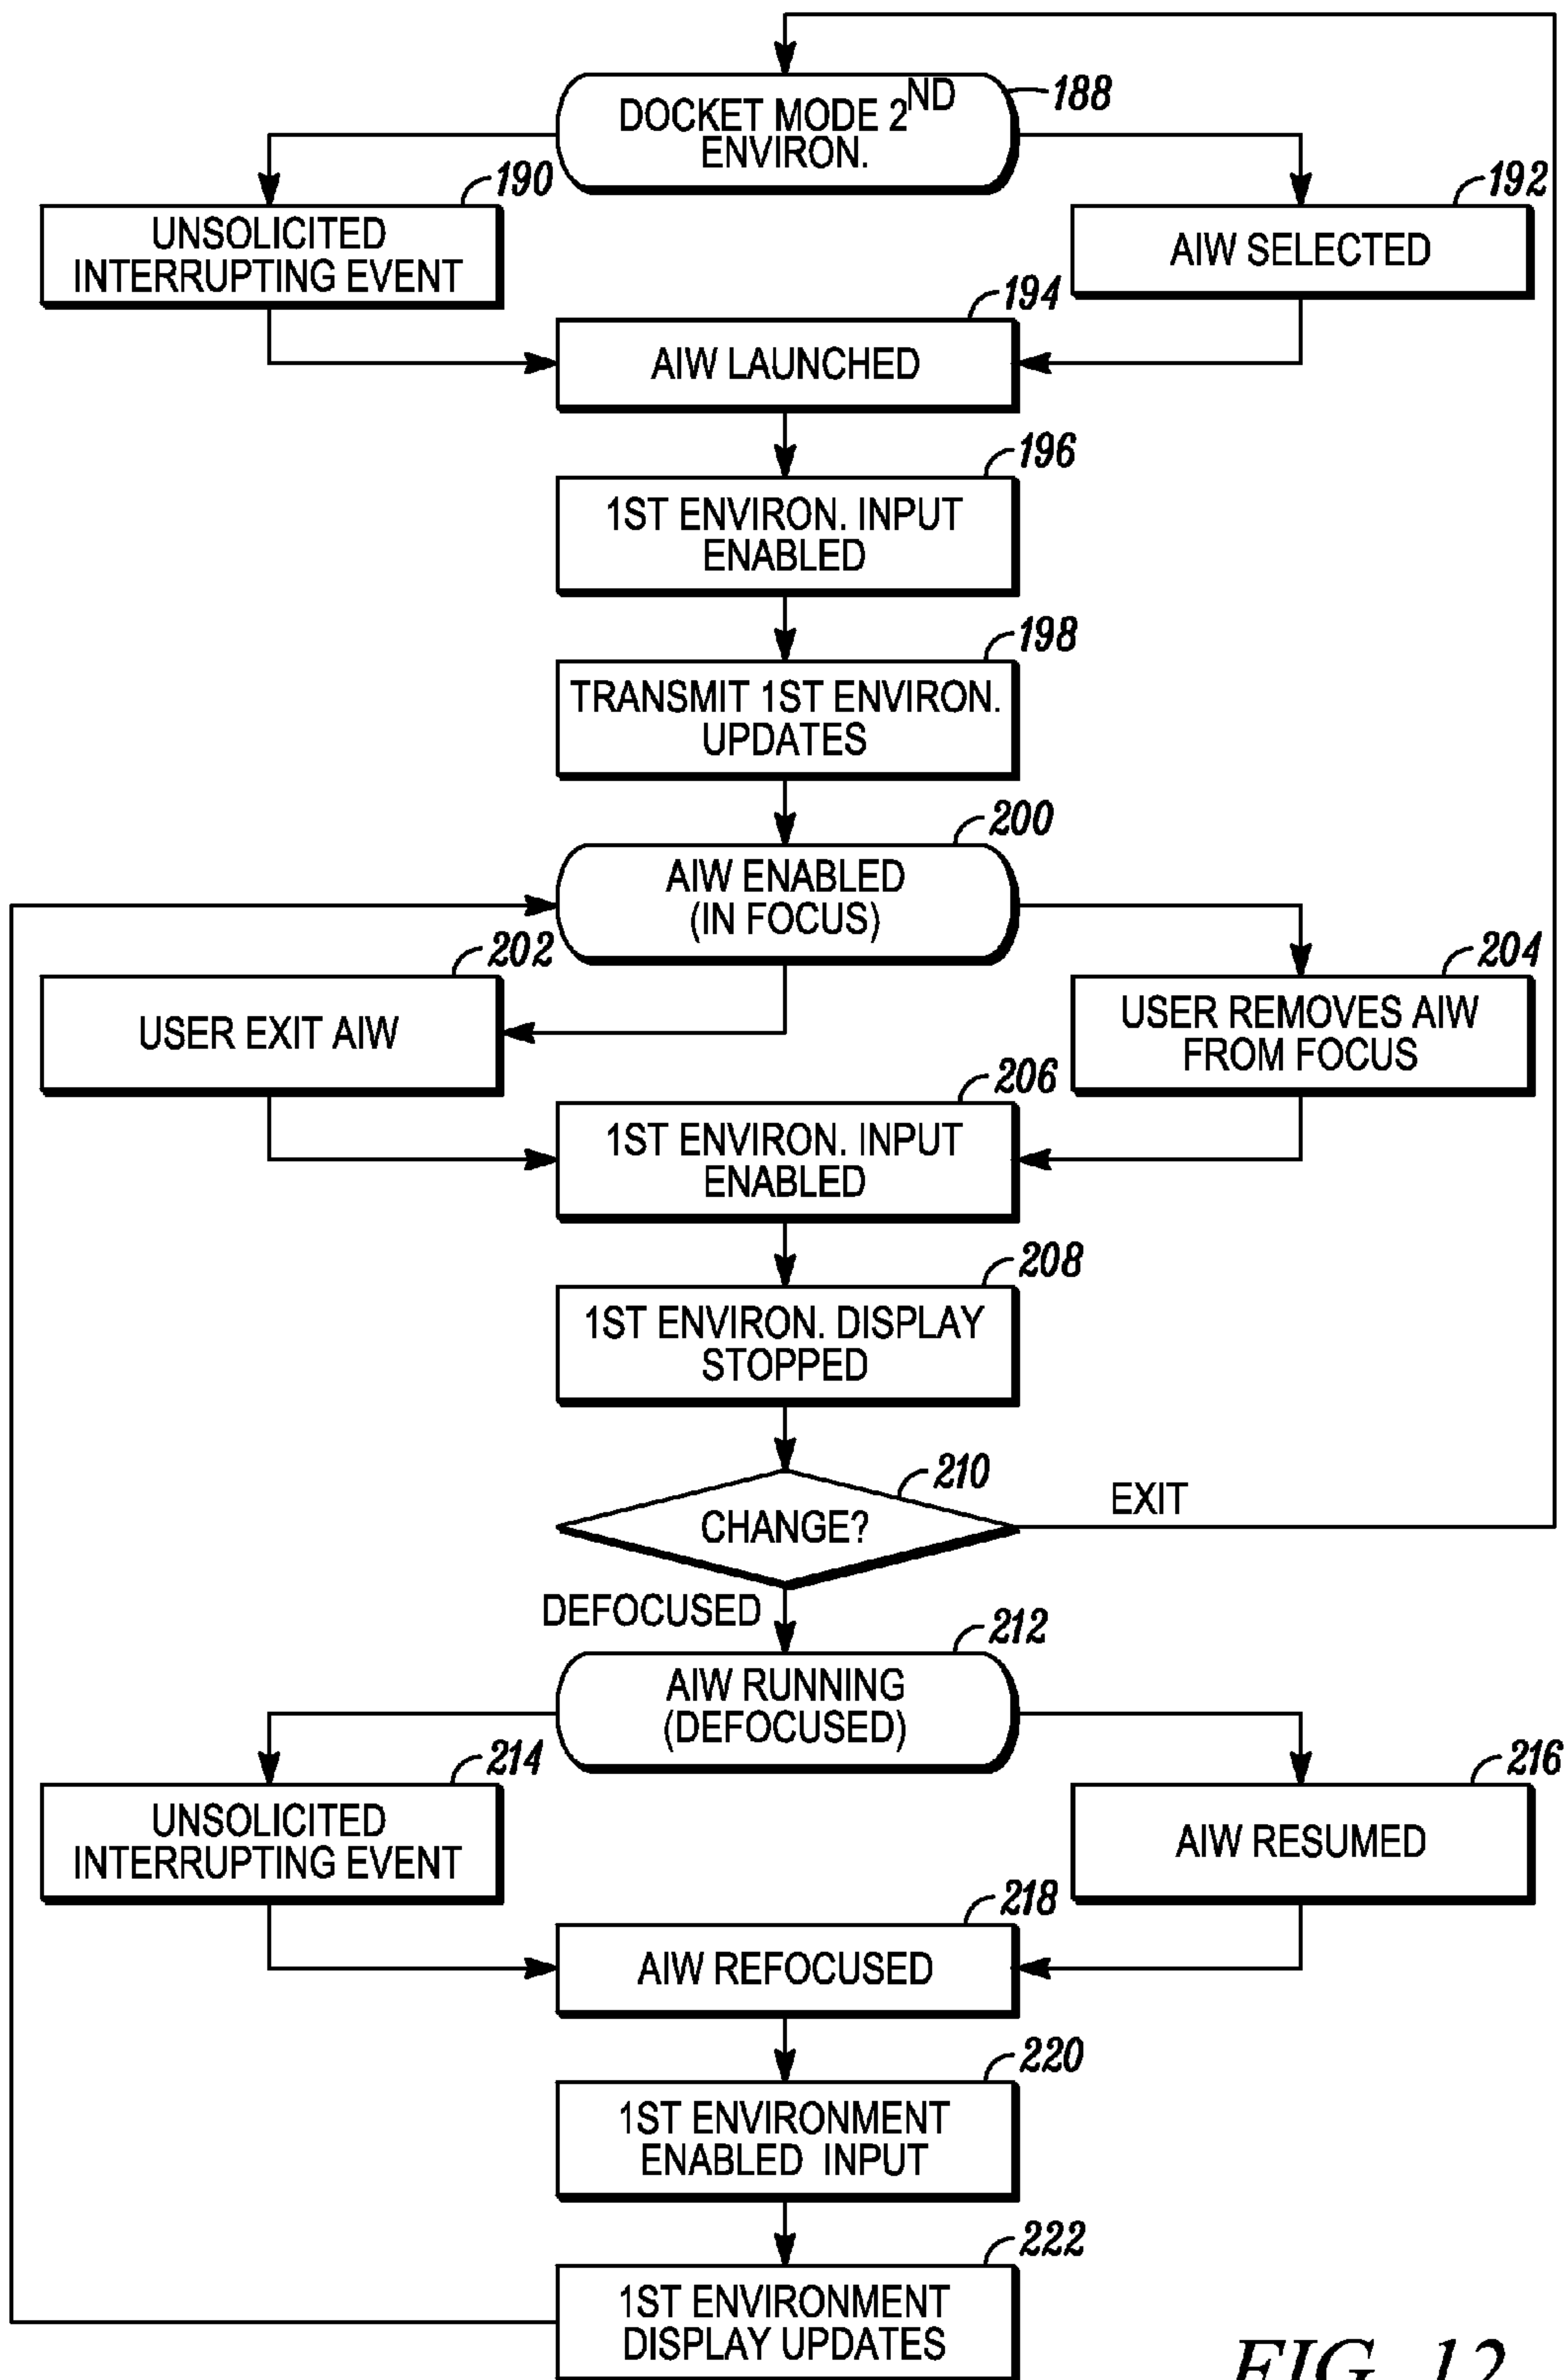 DOCKET MODE 2ND
ENVIRON.
188
190
UNSOLICITED
INTERRUPTING EVENT
192
AIW SELECTED
194
AIW LAUNCHED
196
1ST ENVIRON. INPUT
ENABLED
198
TRANSMIT 1ST ENVIRON.
UPDATES
200
AIW ENABLED
(IN FOCUS)
202
USER EXIT AIW
204
USER REMOVES AIW
FROM FOCUS
206
1ST ENVIRON. INPUT
ENABLED
208
1ST ENVIRON. DISPLAY
STOPPED
210
CHANGE?
EXIT
DEFOCUSED
212
AIW RUNNING
(DEFOCUSED)
214
UNSOLICITED
INTERRUPTING EVENT
216
AIW RESUMED
218
AIW REFOCUSED
220
1ST ENVIRONMENT
ENABLED INPUT
222
1ST ENVIRONMENT
DISPLAY UPDATES
FIG. 12